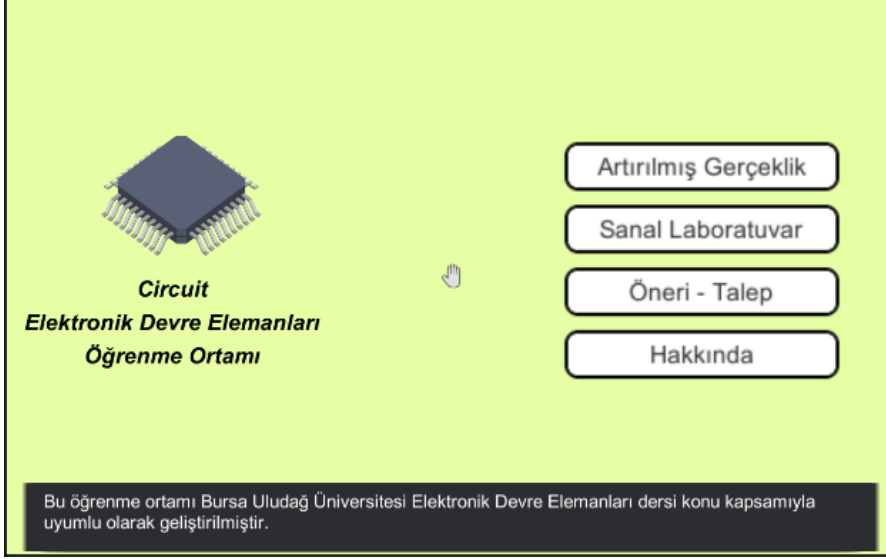 Circuit
Elektronik Devre Elemanları
Öğrenme Ortamı
Artırılmış Gerçeklik
Sanal Laboratuvar
Öneri - Talep
Hakkında
Bu öğrenme ortamı Bursa Uludağ Üniversitesi Elektronik Devre Elemanları dersi konu kapsamıyla
uyumlu olarak geliştirilmiştir.